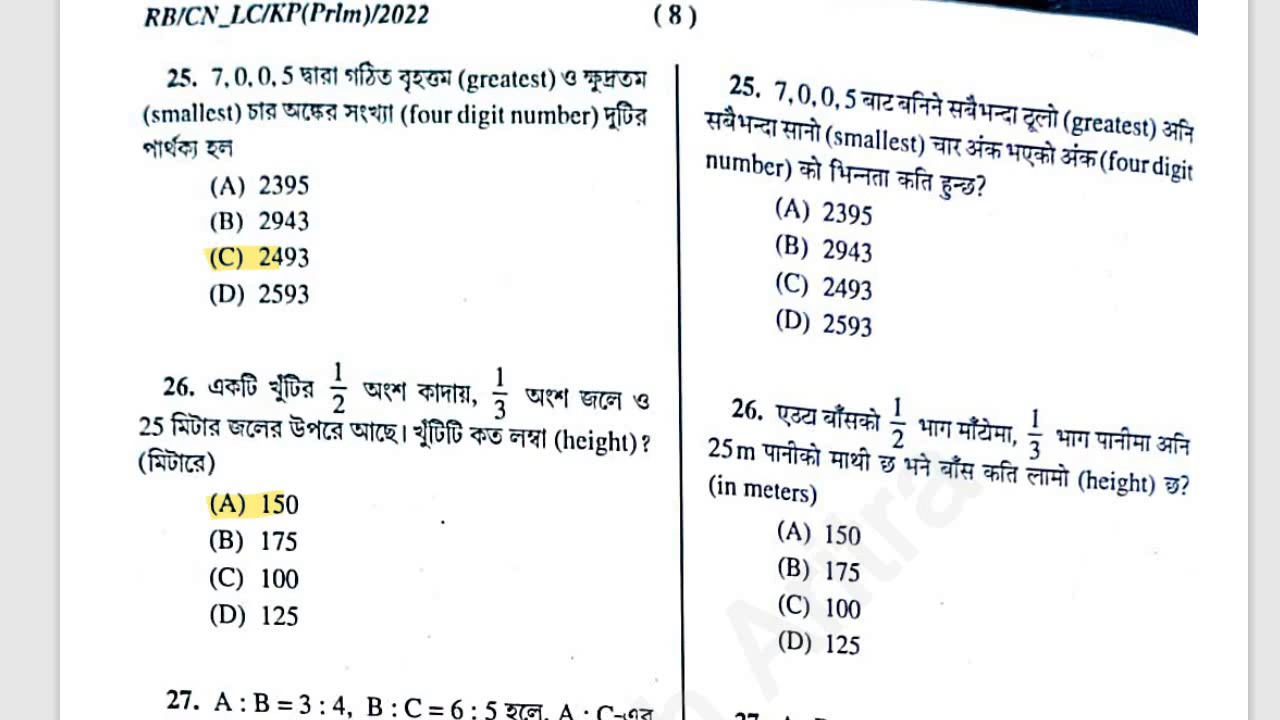 RB/CN_LC/KP(Prlm)/2022
( 8 )
25. 7, 0, 0, 5 দ্বারা গঠিত বৃহত্তম (greatest) ও ক্ষুদ্রতম
(smallest) চার অঙ্কের সংখ্যা (four digit number) দুটির
পার্থক্য হল
(A) 2395
(B) 2943
(C) 2493
(D) 2593
26. একটি খুঁটির 1/2 অংশ কাদায়, 1/3 অংশ জলে ও
25 মিটার জলের উপরে আছে। খুঁটিটি কত লম্বা (height) ?
(মিটারে)
(A) 150
(B) 175
(C) 100
(D) 125
27. A : B = 3 : 4, B : C = 6 : 5 হলে, A : C-এর
25. 7, 0, 0, 5 बाट बनिने सबैभन्दा ठूलो (greatest) अनि
सबैभन्दा सानो (smallest) चार अंक भएको अंक (four digit
number) को भिन्नता कति हुन्छ?
(A) 2395
(B) 2943
(C) 2493
(D) 2593
26. एउटा बाँसको 1/2 भाग माँटोमा, 1/3 भाग पानीमा अनि
25m पानीको माथी छ भने बाँस कति लामो (height) छ?
(in meters)
(A) 150
(B) 175
(C) 100
(D) 125